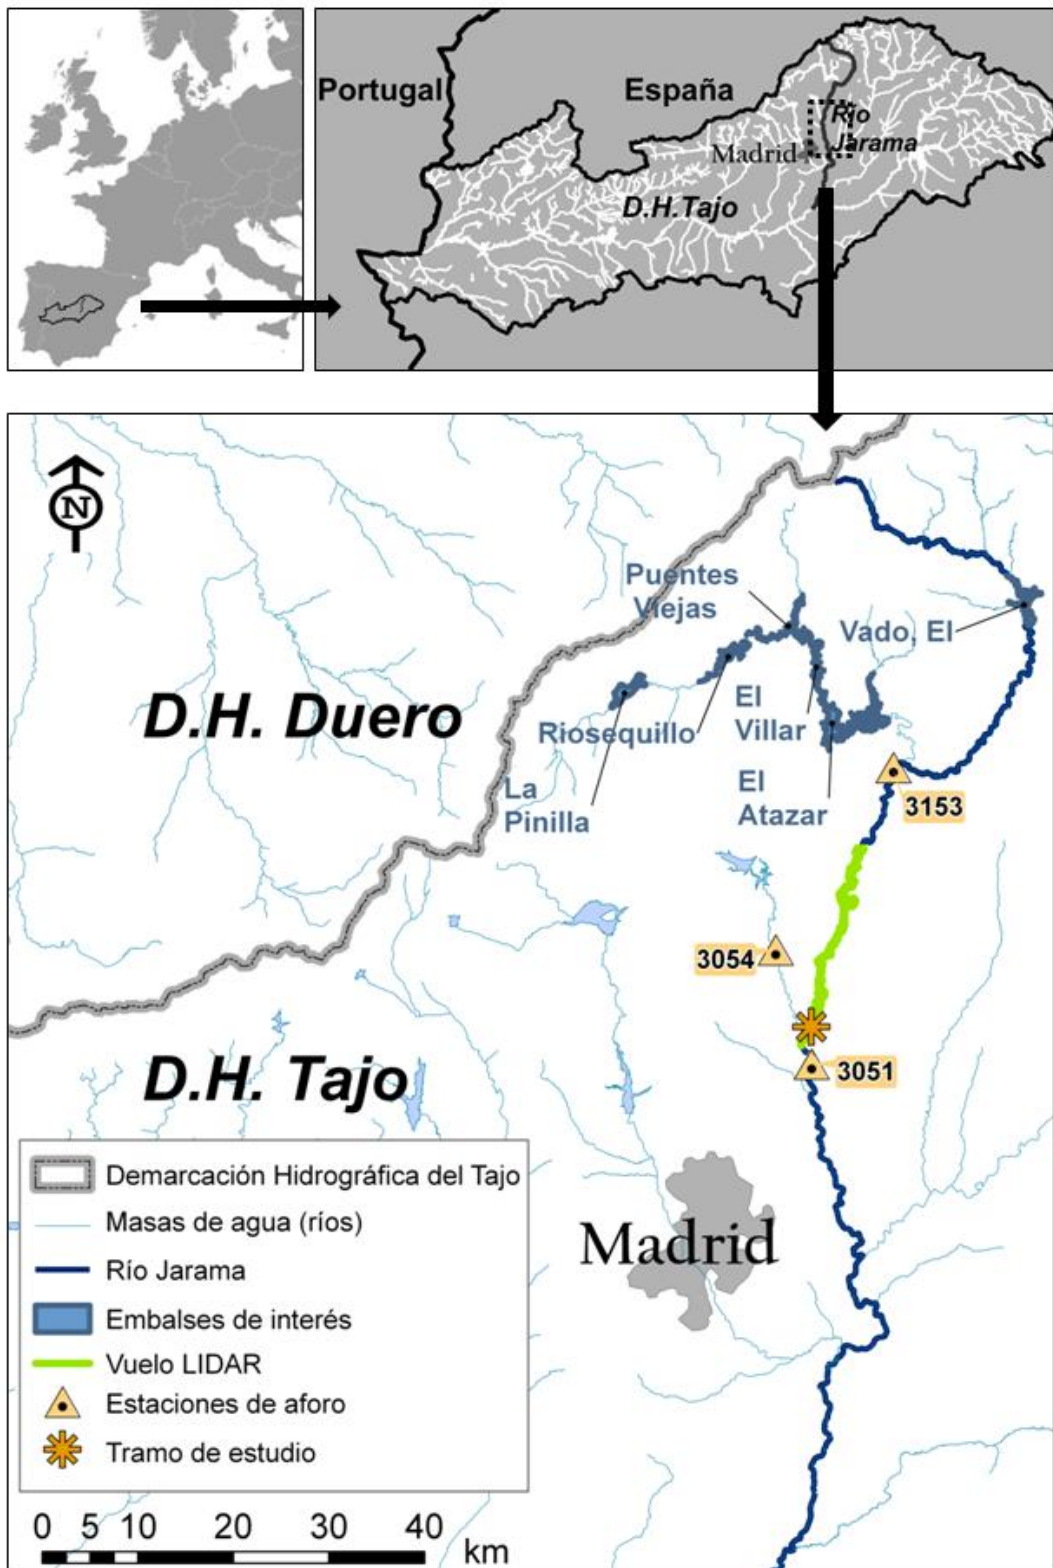 Portugal
España
Río
Jarama
Madrid
D.H.Tajo
N
Puentes
Viejas
Vado, El
D.H. Duero
El
Villar
Riosequillo
La
Pinilla
El
Atazar
3153
3054
3051
D.H. Tajo
Madrid
Demarcación Hidrográfica del Tajo
Masas de agua (ríos)
Río Jarama
Embalses de interés
Vuelo LIDAR
Estaciones de aforo
Tramo de estudio
0 5 10 20 30 40
km